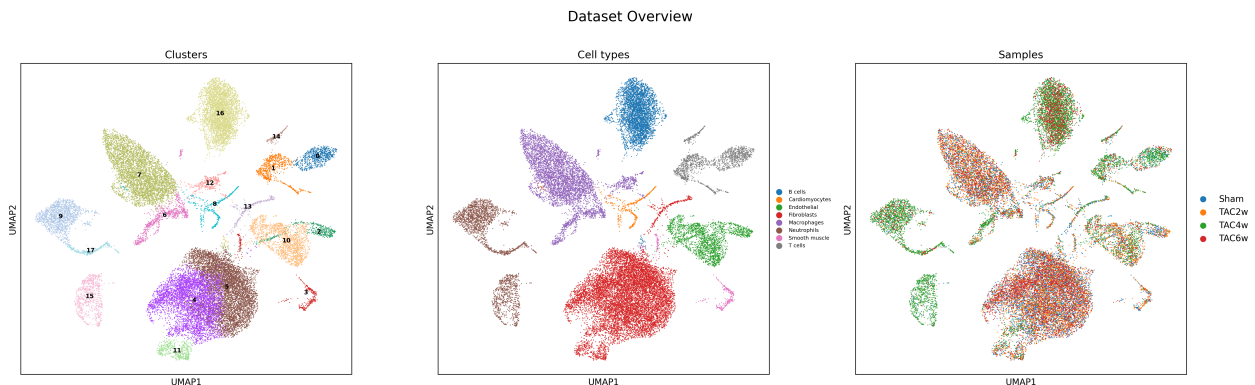 Dataset Overview
Clusters
Cell types
Samples
16
14
0
1
7
12
6
8
13
9
2
10
17
5
4
3
15
11
UMAP2
UMAP1
B cells
Cardiomyocytes
Endothelial
Fibroblasts
Macrophages
Neutrophils
Smooth muscle
T cells
UMAP2
UMAP1
Sham
TAC2w
TAC4w
TAC6w
UMAP2
UMAP1